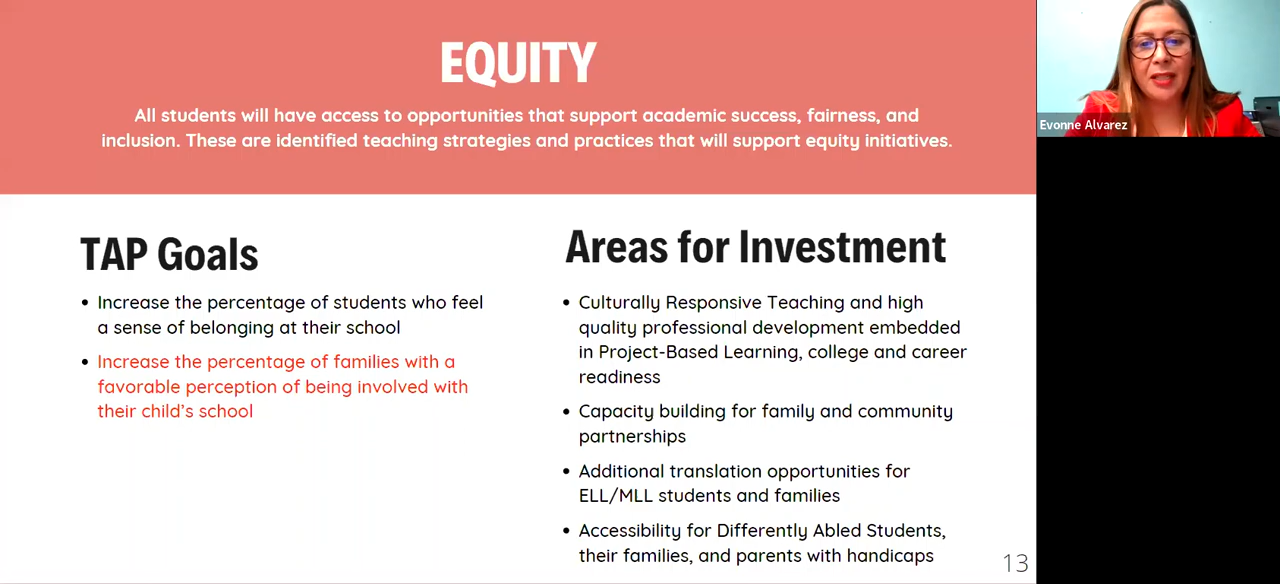 EQUITY
All students will have access to opportunities that support academic success, fairness, and
inclusion. These are identified teaching strategies and practices that will support equity initiatives.
TAP Goals
• Increase the percentage of students who feel
a sense of belonging at their school
• Increase the percentage of families with a
favorable perception of being involved with
their child's school
Areas for Investment
• Culturally Responsive Teaching and high
quality professional development embedded
in Project-Based Learning, college and career
readiness
• Capacity building for family and community
partnerships
• Additional translation opportunities for
ELL/MLL students and families
• Accessibility for Differently Abled Students,
their families, and parents with handicaps
13
Evonne Alvarez